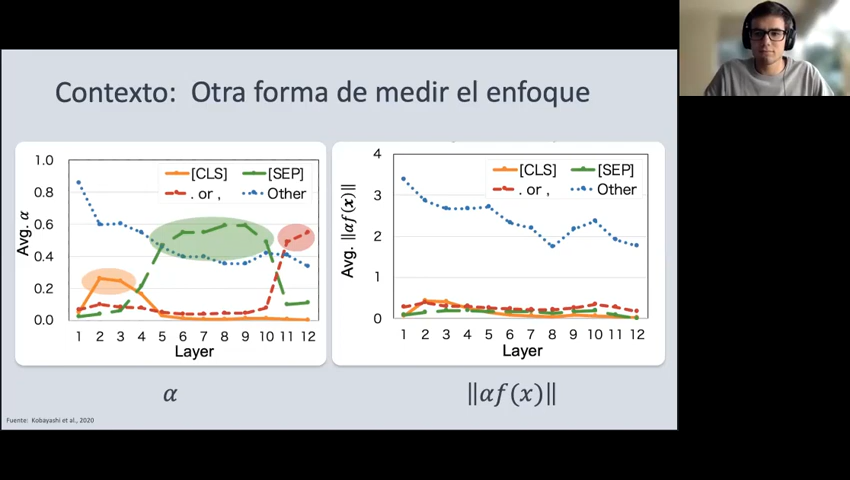 Contexto: Otra forma de medir el enfoque
1.0
0.8
0.6
0.4
0.2
0.0
Avg. α
[CLS] [SEP]
. or , Other
1 2 3 4 5 6 7 8 9 10 11 12
Layer
α
4
3
2
1
0
Avg. ‖αf(x)‖
[CLS] [SEP]
. or , Other
1 2 3 4 5 6 7 8 9 10 11 12
Layer
‖αf(x)‖
Fuente: Kobayashi et al., 2020